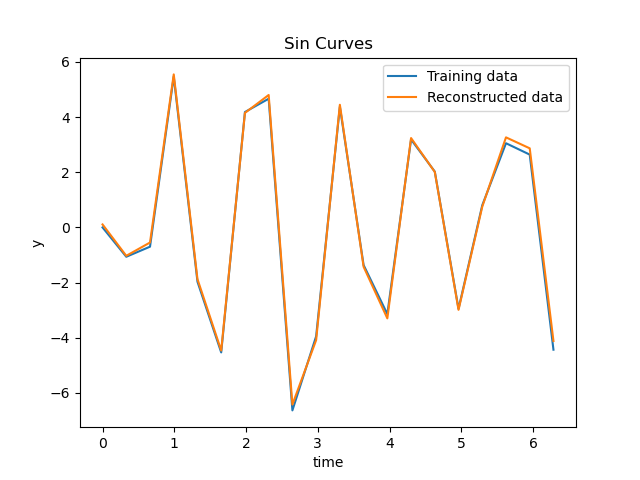 Sin Curves
Training data
Reconstructed data
6
4
2
0
−2
−4
−6
y
0 1 2 3 4 5 6
time